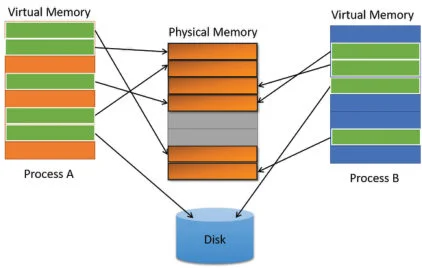 Virtual Memory
Physical Memory
Virtual Memory
Process A
Process B
Disk